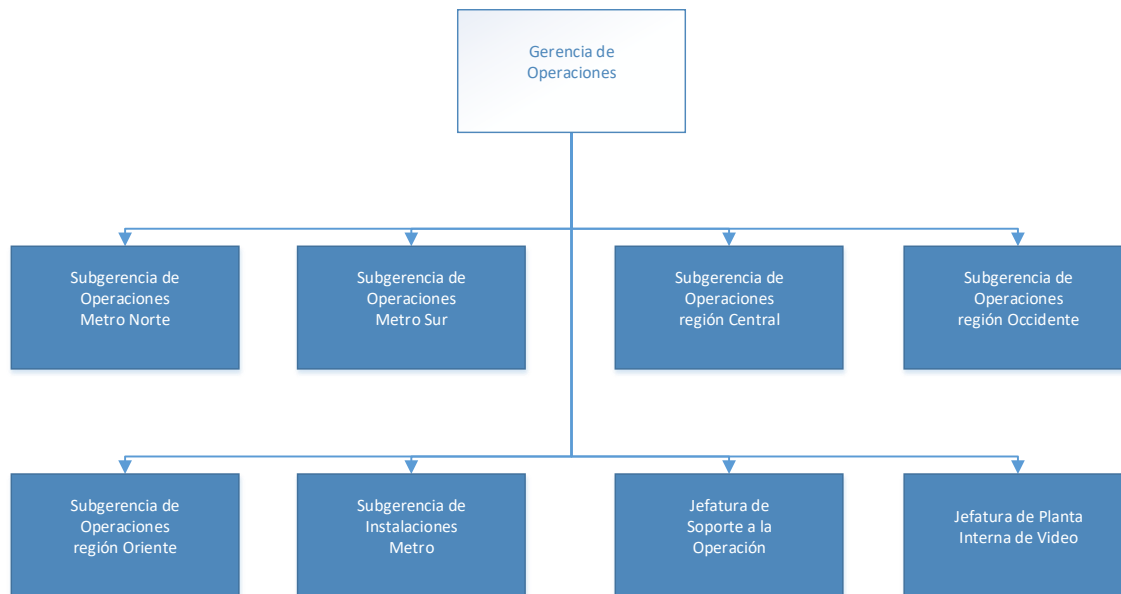 Gerencia de
Operaciones
Subgerencia de
Operaciones
Metro Norte
Subgerencia de
Operaciones
Metro Sur
Subgerencia de
Operaciones
región Central
Subgerencia de
Operaciones
región Occidente
Subgerencia de
Operaciones
región Oriente
Subgerencia de
Instalaciones
Metro
Jefatura de
Soporte a la
Operación
Jefatura de Planta
Interna de Video